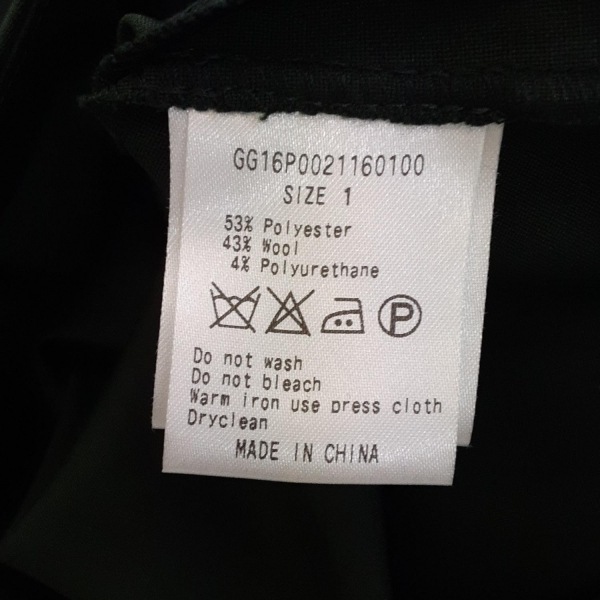 GG16P0021160100
SIZE 1
53% Polyester
43% Wool
4% Polyurethane
P
Do not wash
Do not bleach
Warm iron use press cloth
Dryclean
MADE IN CHINA